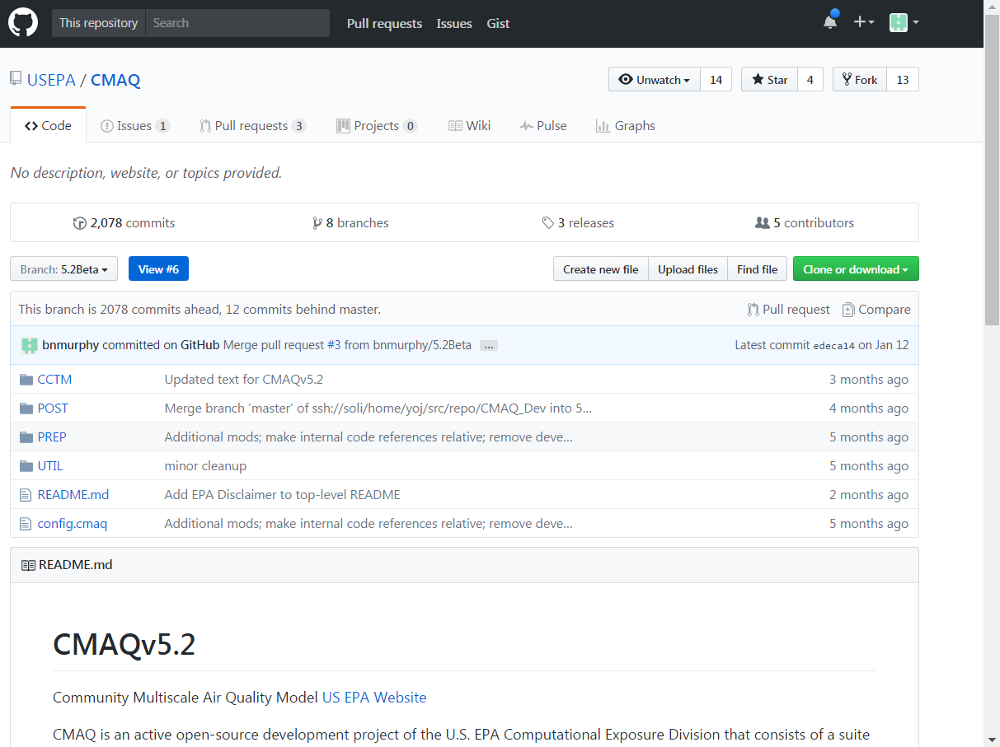 This repository Search Pull requests Issues Gist
USEPA / CMAQ Unwatch 14 Star 4 Fork 13
Code Issues 1 Pull requests 3 Projects 0 Wiki Pulse Graphs
No description, website, or topics provided.
2,078 commits 8 branches 3 releases 5 contributors
Branch: 5.2Beta View #6 Create new file Upload files Find file Clone or download
This branch is 2078 commits ahead, 12 commits behind master. Pull request Compare
bnmurphy committed on GitHub Merge pull request #3 from bnmurphy/5.2Beta ... Latest commit edeca14 on Jan 12
CCTM Updated text for CMAQv5.2 3 months ago
POST Merge branch 'master' of ssh://soli/home/yoj/src/repo/CMAQ_Dev into 5... 4 months ago
PREP Additional mods; make internal code references relative; remove deve... 5 months ago
UTIL minor cleanup 5 months ago
README.md Add EPA Disclaimer to top-level README 2 months ago
config.cmaq Additional mods; make internal code references relative; remove deve... 5 months ago
README.md
CMAQv5.2
Community Multiscale Air Quality Model US EPA Website
CMAQ is an active open-source development project of the U.S. EPA Computational Exposure Division that consists of a suite